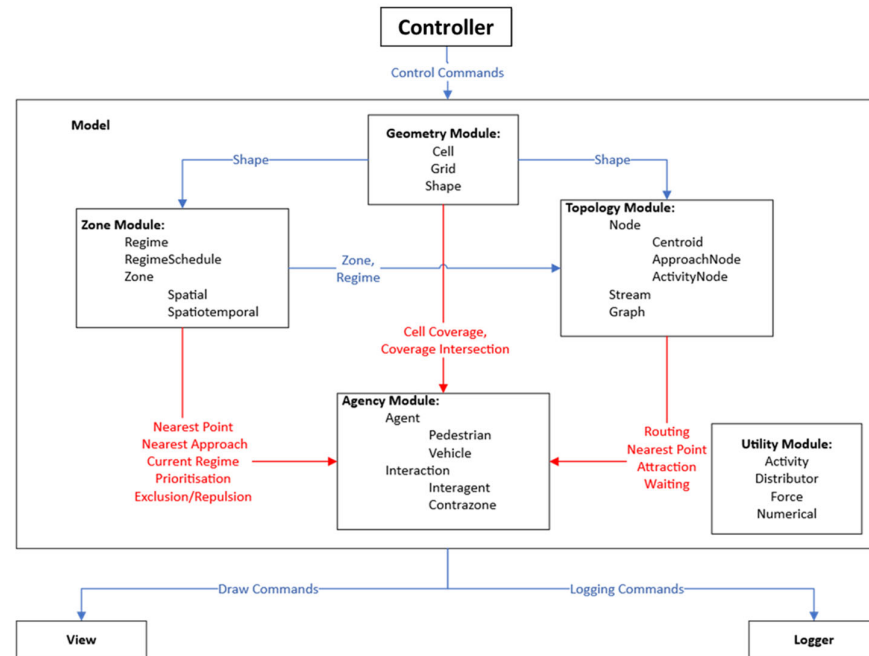 Controller
Control Commands
Model
Geometry Module:
Cell
Grid
Shape
Shape
Shape
Zone Module:
Regime
RegimeSchedule
Zone
Spatial
Spatiotemporal
Zone,
Regime
Topology Module:
Node
Centroid
ApproachNode
ActivityNode
Stream
Graph
Cell Coverage,
Coverage Intersection
Nearest Point
Nearest Approach
Current Regime
Prioritisation
Exclusion/Repulsion
Agency Module:
Agent
Pedestrian
Vehicle
Interaction
Interagent
Contrazone
Routing
Nearest Point
Attraction
Waiting
Utility Module:
Activity
Distributor
Force
Numerical
Draw Commands
Logging Commands
View
Logger